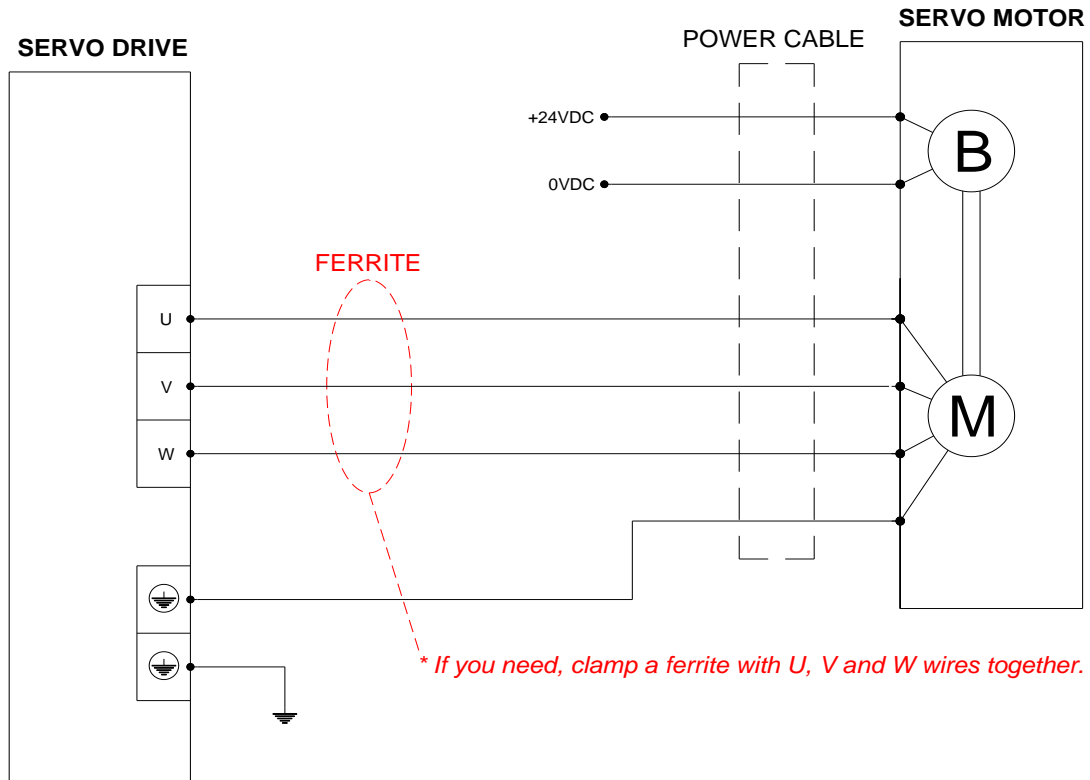 SERVO MOTOR
POWER CABLE
SERVO DRIVE
+24VDC
B
0VDC
FERRITE
U
V
M
W
* If you need, clamp a ferrite with U, V and W wires together.